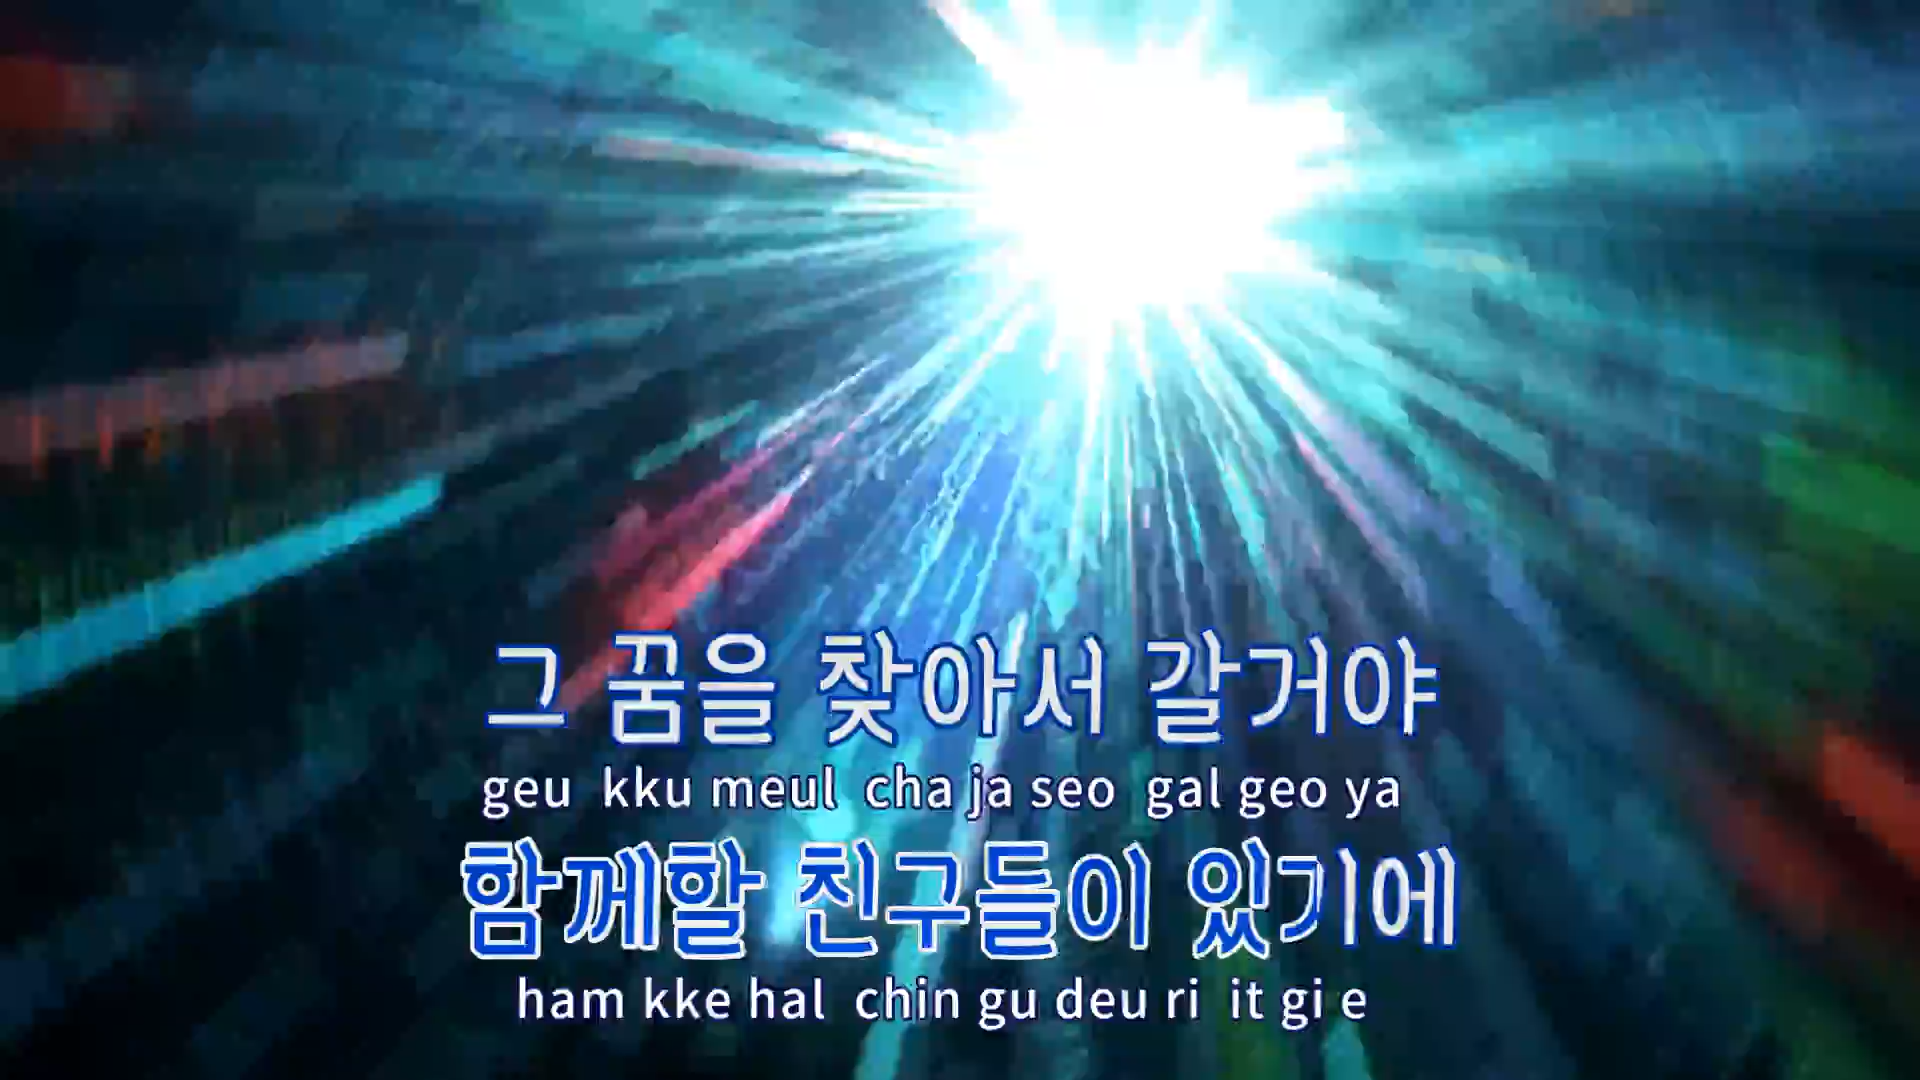 그 꿈을 찾아서 갈거야
geu kku meul cha ja seo gal geo ya
함께할 친구들이 있기에
ham kke hal chin gu deu ri it gi e